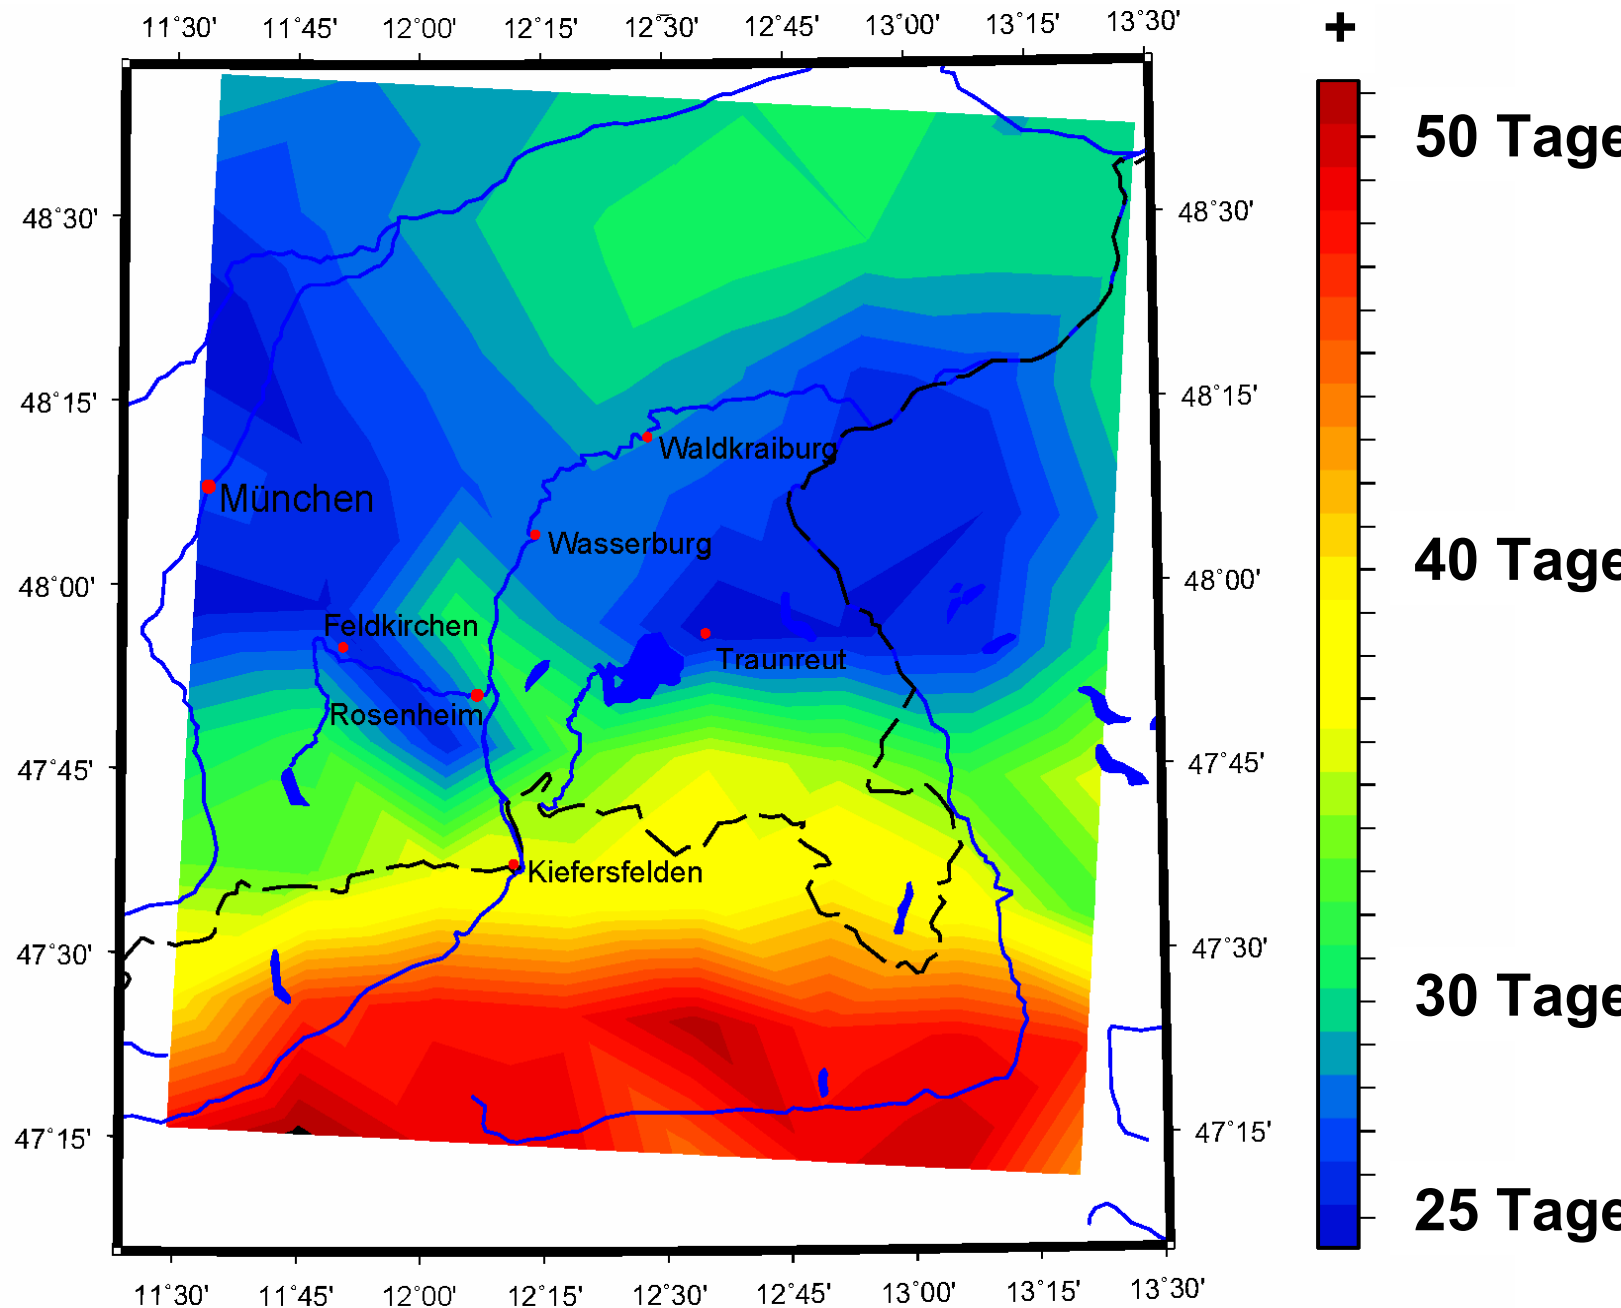 11°30' 11°45' 12°00' 12°15' 12°30' 12°45' 13°00' 13°15' 13°30'
+
50 Tage
48°30' 48°30'
48°15' 48°15'
Waldkraiburg
München
Wasserburg
40 Tage
48°00' 48°00'
Feldkirchen
Traunreut
Rosenheim
47°45' 47°45'
Kiefersfelden
47°30' 47°30'
30 Tage
47°15' 47°15'
25 Tage
11°30' 11°45' 12°00' 12°15' 12°30' 12°45' 13°00' 13°15' 13°30'